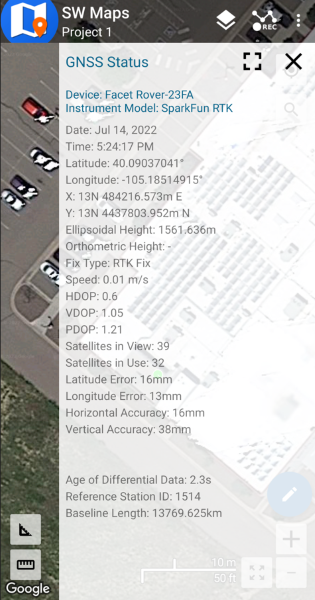 SW Maps
Project 1
REC
GNSS Status
Device: Facet Rover-23FA
Instrument Model: SparkFun RTK
Date: Jul 14, 2022
Time: 5:24:17 PM
Latitude: 40.09037041°
Longitude: -105.18514915°
X: 13N 484216.573m E
Y: 13N 4437803.952m N
Ellipsoidal Height: 1561.636m
Orthometric Height: -
Fix Type: RTK Fix
Speed: 0.01 m/s
HDOP: 0.6
VDOP: 1.05
PDOP: 1.21
Satellites in View: 39
Satellites in Use: 32
Latitude Error: 16mm
Longitude Error: 13mm
Horizontal Accuracy: 16mm
Vertical Accuracy: 38mm
Age of Differential Data: 2.3s
Reference Station ID: 1514
Baseline Length: 13769.625km
10 m
50 ft
Google